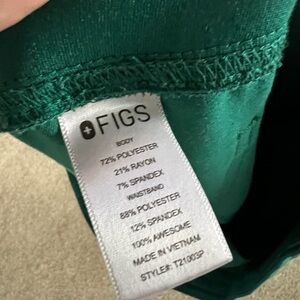 FIGS
BODY
72% POLYESTER
21% RAYON
7% SPANDEX
WAISTBAND
88% POLYESTER
12% SPANDEX
100% AWESOME
MADE IN VIETNAM
STYLE#: T21003P